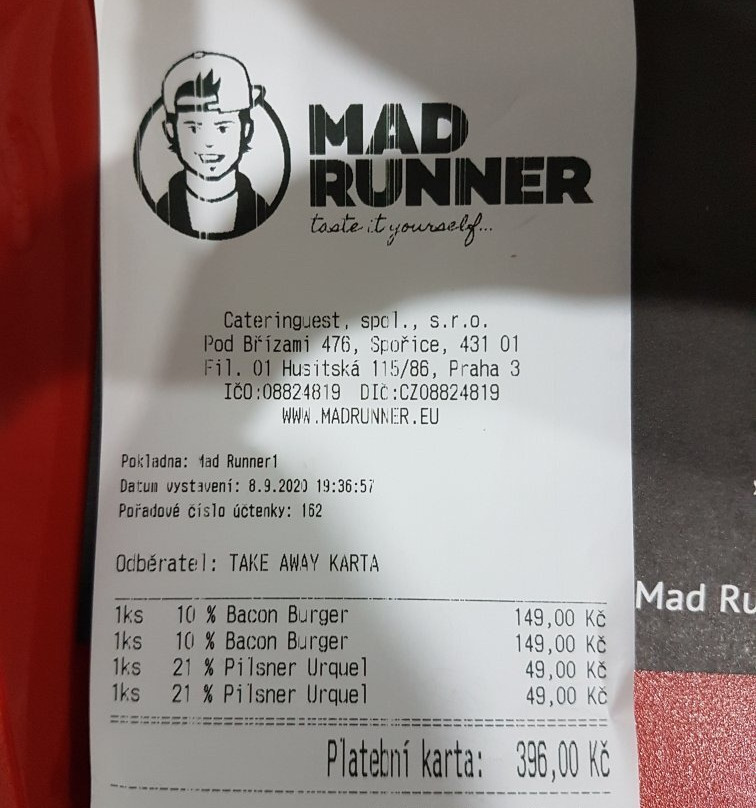 MAD
RUNNER
taste it yourself...
Cateringuest, spol., s.r.o.
Pod Břízami 476, Spořice, 431 01
Fil. 01 Husitská 115/86, Praha 3
IČO:08824819 DIČ:CZ08824819
WWW.MADRUNNER.EU
Pokladna: Mad Runner1
Datum vystavení: 8.9.2020 19:36:57
Pořadové číslo účtenky: 162
Odběratel: TAKE AWAY KARTA
1ks 10 % Bacon Burger 149,00 Kč
1ks 10 % Bacon Burger 149,00 Kč
1ks 21 % Pilsner Urquel 49,00 Kč
1ks 21 % Pilsner Urquel 49,00 Kč
Platební karta: 396,00 Kč
Mad Ru